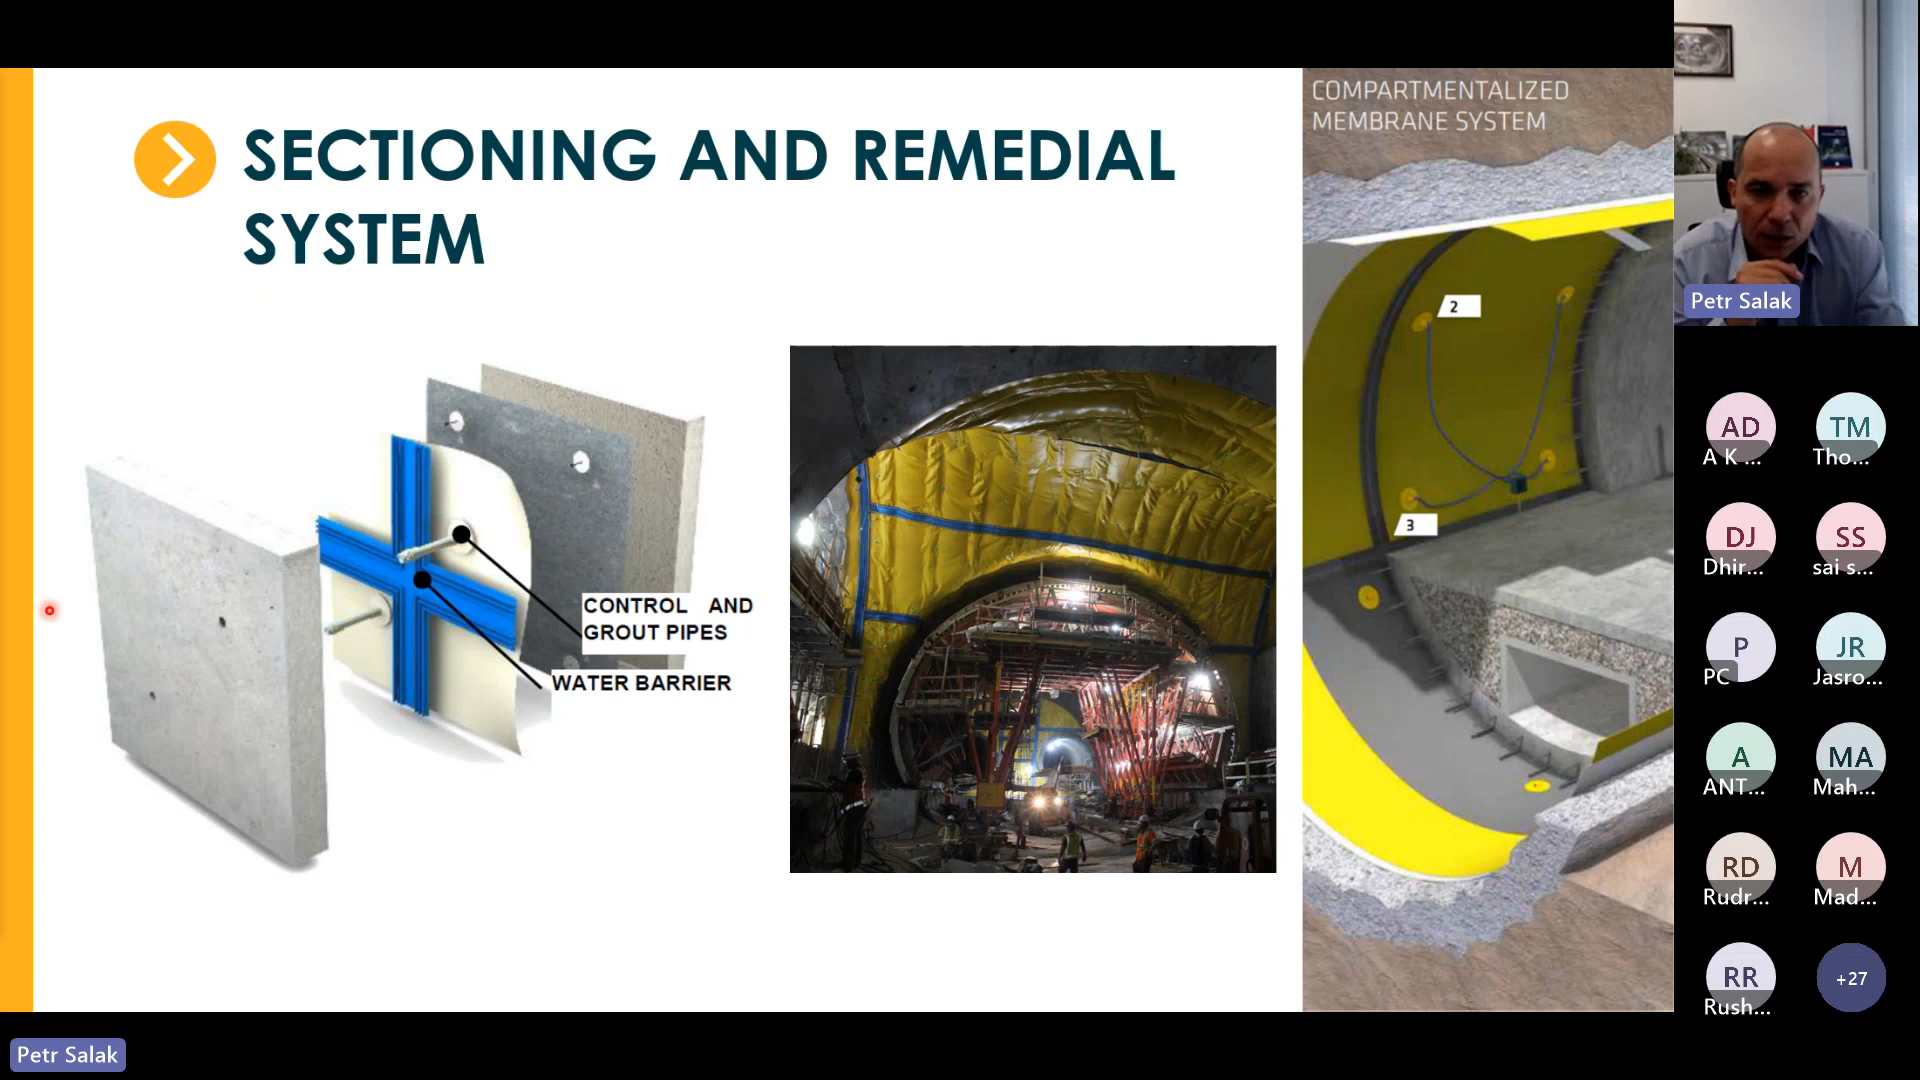 SECTIONING AND REMEDIAL
SYSTEM
CONTROL AND
GROUT PIPES
WATER BARRIER
COMPARTMENTALIZED
MEMBRANE SYSTEM
2
3
Petr Salak
AD
A K ...
TM
Tho...
DJ
Dhir...
SS
sai s...
P
PC
JR
Jasro...
A
ANT...
MA
Mah...
RD
Rudr...
M
Mad...
RR
Rush...
+27
Petr Salak